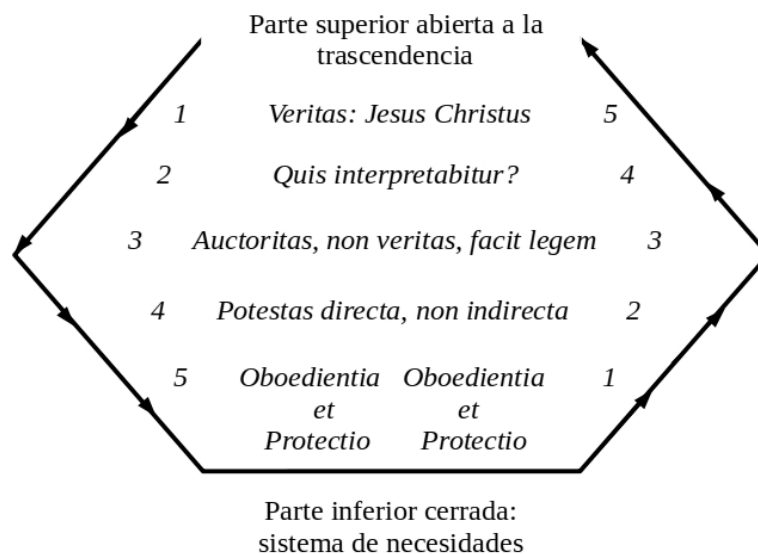 Parte superior abierta a la
trascendencia
1 Veritas: Jesus Christus 5
2 Quis interpretabitur? 4
3 Auctoritas, non veritas, facit legem 3
4 Potestas directa, non indirecta 2
5 Oboedientia Oboedientia 1
et et
Protectio Protectio
Parte inferior cerrada:
sistema de necesidades